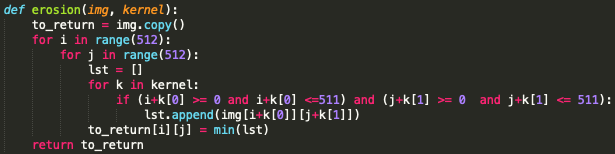 def erosion(img, kernel):
    to_return = img.copy()
    for i in range(512):
        for j in range(512):
            lst = []
            for k in kernel:
                if (i+k[0] >= 0 and i+k[0] <=511) and (j+k[1] >= 0  and j+k[1] <= 511):
                    lst.append(img[i+k[0]][j+k[1]])
            to_return[i][j] = min(lst)
    return to_return